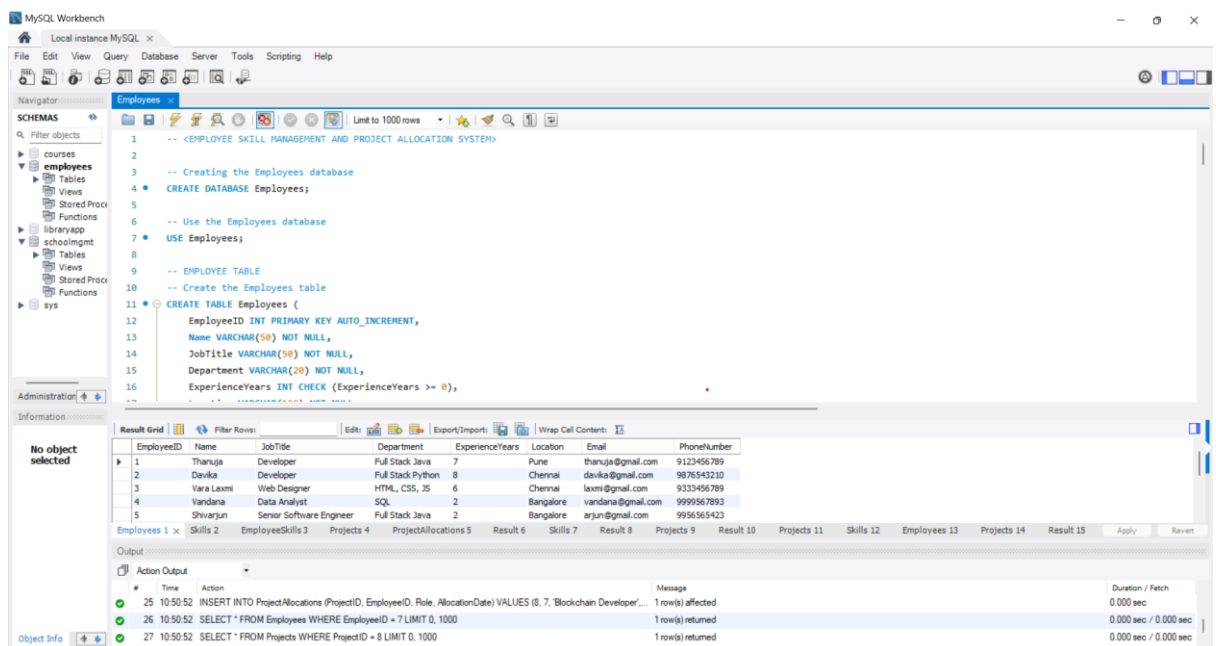 MySQL Workbench
Local instance MySQL ×
File Edit View Query Database Server Tools Scripting Help
Navigator
Employees ×
SCHEMAS
Limit to 1000 rows
Filter objects
courses
employees
Tables
Views
Stored Proce
Functions
libraryapp
schoolmgmt
Tables
Views
Stored Proce
Functions
sys
1 -- <EMPLOYEE SKILL MANAGEMENT AND PROJECT ALLOCATION SYSTEM>
2
3 -- Creating the Employees database
4 CREATE DATABASE Employees;
5
6 -- Use the Employees database
7 USE Employees;
8
9 -- EMPLOYEE TABLE
10 -- Create the Employees table
11 CREATE TABLE Employees (
12 EmployeeID INT PRIMARY KEY AUTO_INCREMENT,
13 Name VARCHAR(50) NOT NULL,
14 JobTitle VARCHAR(50) NOT NULL,
15 Department VARCHAR(20) NOT NULL,
16 ExperienceYears INT CHECK (ExperienceYears >= 0),
Administration
Information
No object
selected
Result Grid Filter Rows: Edit: Export/Import: Wrap Cell Content:
EmployeeID Name JobTitle Department ExperienceYears Location Email PhoneNumber
1 Thanuja Developer Full Stack Java 7 Pune thanuja@gmail.com 9123456789
2 Davika Developer Full Stack Python 8 Chennai davika@gmail.com 9876543210
3 Vara Laxmi Web Designer HTML, CSS, JS 6 Chennai laxmi@gmail.com 9333456789
4 Vandana Data Analyst SQL 2 Bangalore vandana@gmail.com 9999567893
5 Shivarjun Senior Software Engineer Full Stack Java 2 Bangalore arjun@gmail.com 9956565423
Employees 1 × Skills 2 EmployeeSkills 3 Projects 4 ProjectAllocations 5 Result 6 Skills 7 Result 8 Projects 9 Result 10 Projects 11 Skills 12 Employees 13 Projects 14 Result 15 Apply Revert
Output
Action Output
# Time Action Message Duration / Fetch
25 10:50:52 INSERT INTO ProjectAllocations (ProjectID, EmployeeID, Role, AllocationDate) VALUES (8, 7, 'Blockchain Developer',... 1 row(s) affected 0.000 sec
26 10:50:52 SELECT * FROM Employees WHERE EmployeeID = 7 LIMIT 0, 1000 1 row(s) returned 0.000 sec / 0.000 sec
27 10:50:52 SELECT * FROM Projects WHERE ProjectID = 8 LIMIT 0, 1000 1 row(s) returned 0.000 sec / 0.000 sec
Object Info